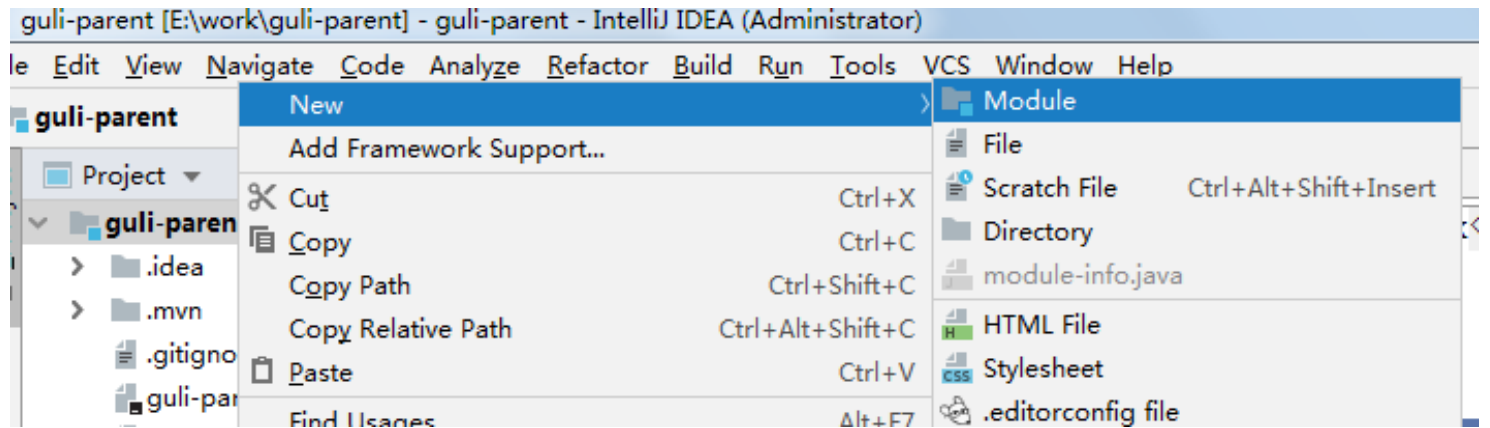 guli-parent [E:\work\guli-parent] - guli-parent - IntelliJ IDEA (Administrator)
le Edit View Navigate Code Analyze Refactor Build Run Tools VCS Window Help
guli-parent
Project
guli-paren
.idea
.mvn
.gitigno
guli-par
New
Add Framework Support...
Cut Ctrl+X
Copy Ctrl+C
Copy Path Ctrl+Shift+C
Copy Relative Path Ctrl+Alt+Shift+C
Paste Ctrl+V
Find Usages Alt+F7
Module
File
Scratch File Ctrl+Alt+Shift+Insert
Directory
module-info.java
HTML File
Stylesheet
.editorconfig file